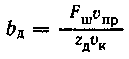 b_д = F_ш v_пр / z_д v_к